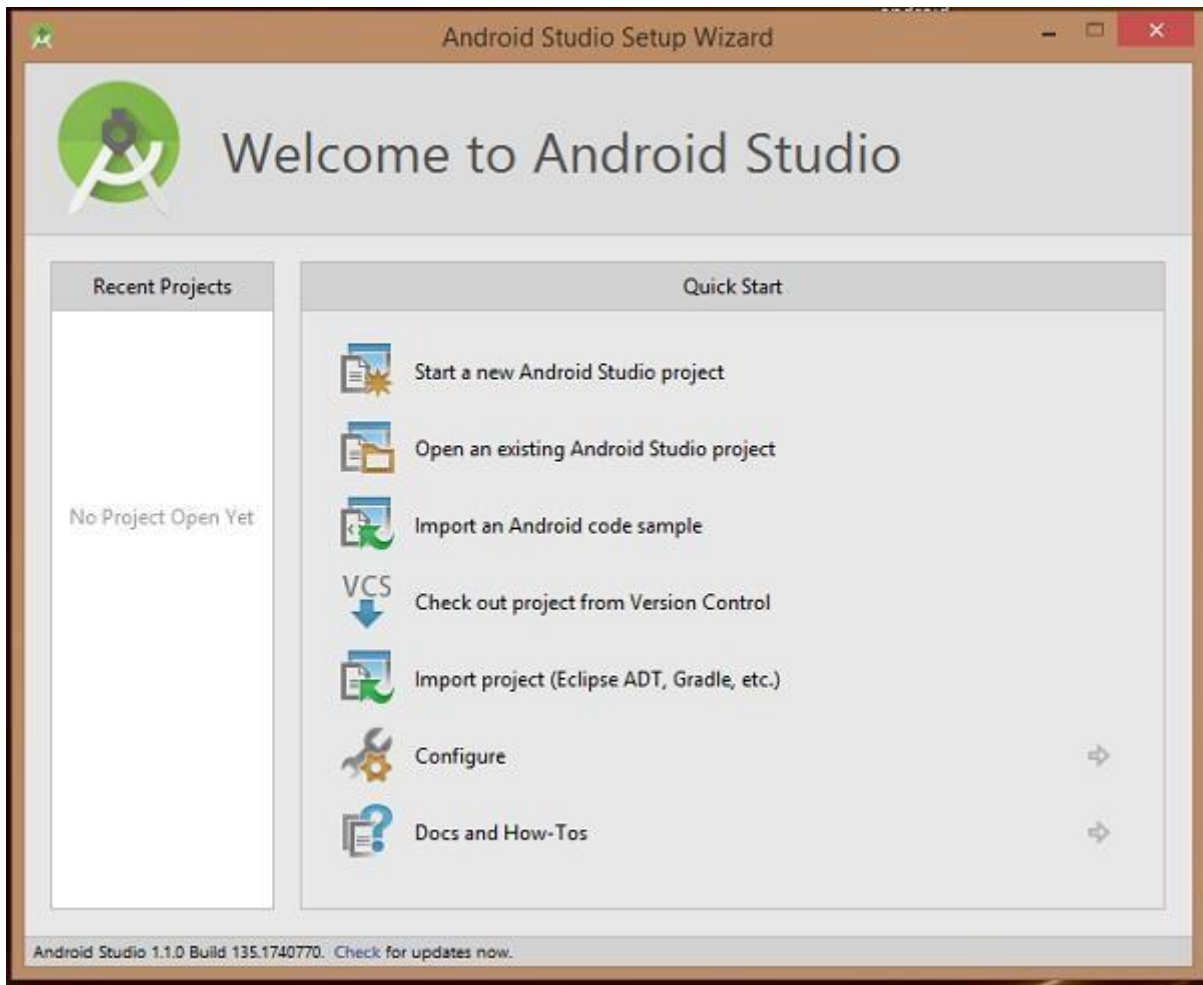 Android Studio Setup Wizard
Welcome to Android Studio
Recent Projects
No Project Open Yet
Quick Start
Start a new Android Studio project
Open an existing Android Studio project
Import an Android code sample
VCS
Check out project from Version Control
Import project (Eclipse ADT, Gradle, etc.)
Configure
Docs and How-Tos
Android Studio 1.1.0 Build 135.1740770. Check for updates now.